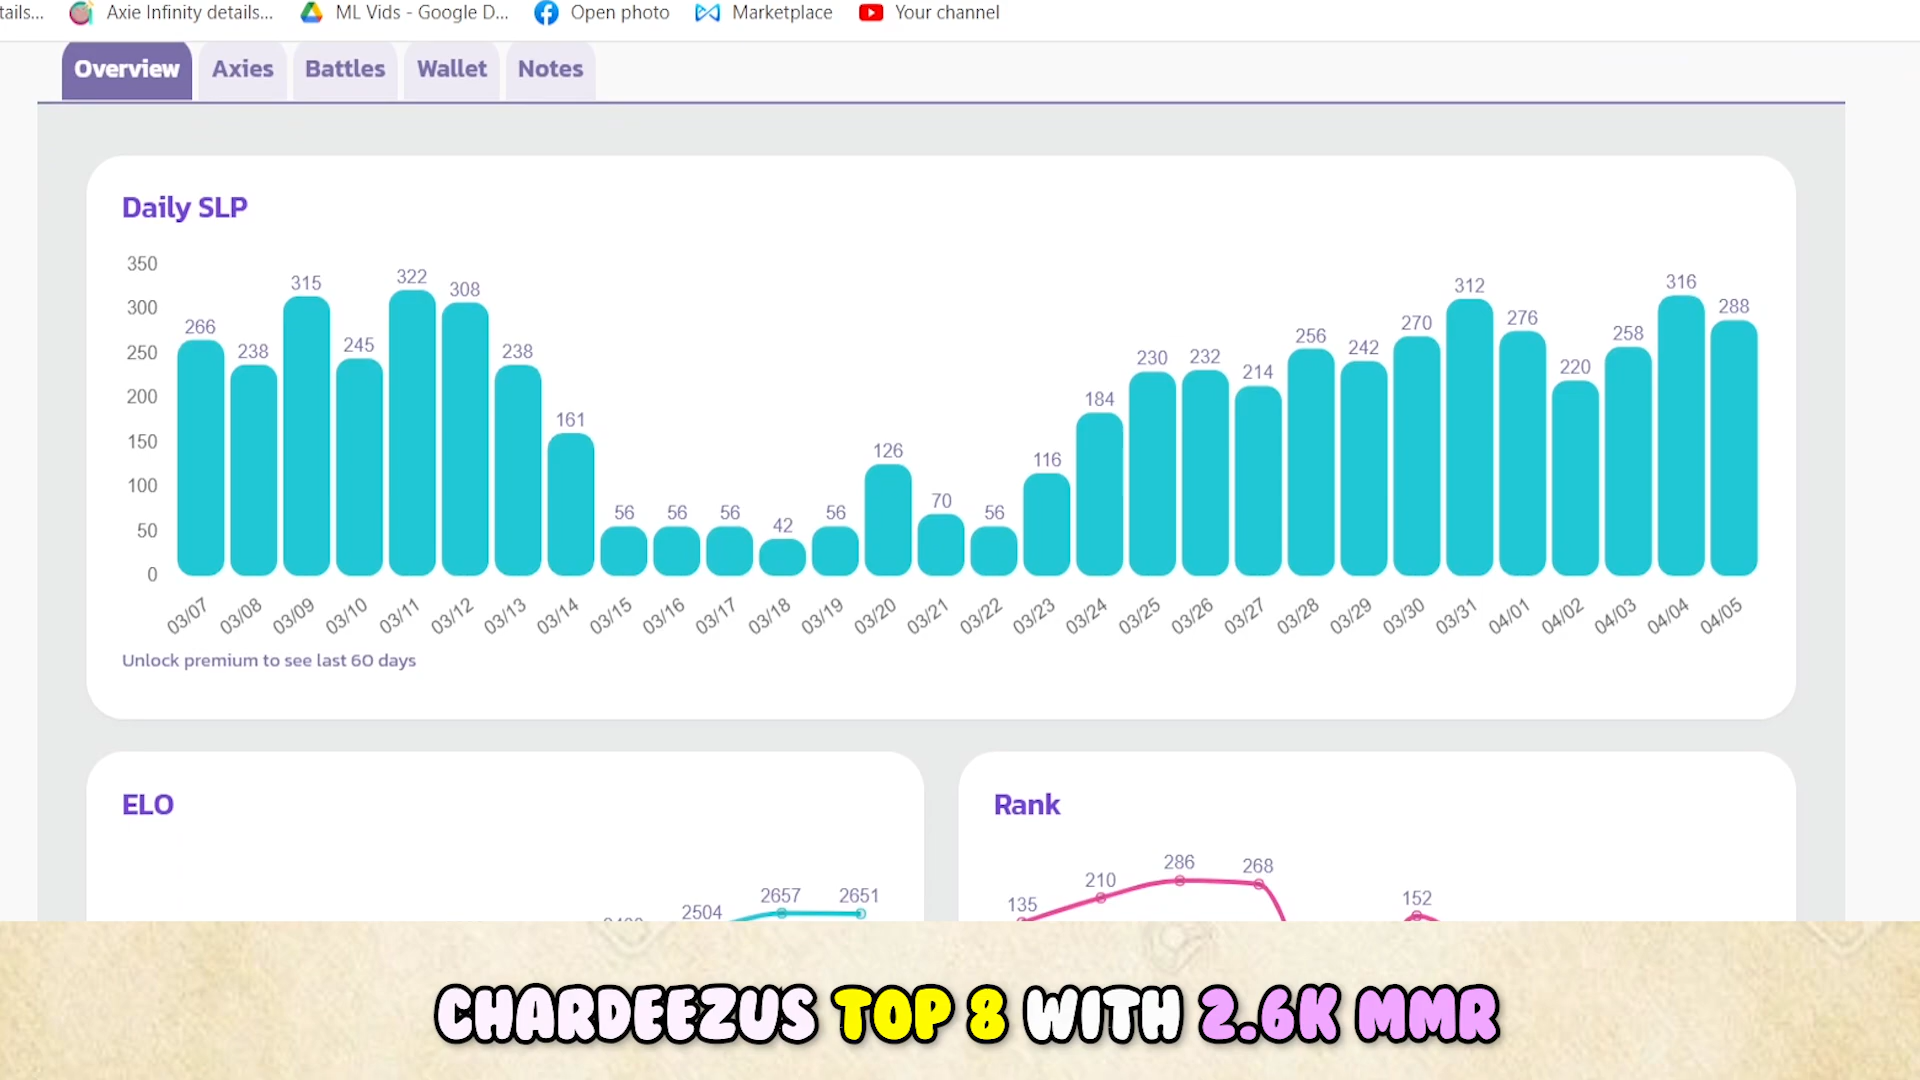 tails... Axie Infinity details... ML Vids - Google D... Open photo Marketplace Your channel
Overview Axies Battles Wallet Notes
Daily SLP
350
300
250
200
150
100
50
0
266 238 315 245 322 308 238 161 56 56 56 42 56 126 70 56 116 184 230 232 214 256 242 270 312 276 220 258 316 288
03/07 03/08 03/09 03/10 03/11 03/12 03/13 03/14 03/15 03/16 03/17 03/18 03/19 03/20 03/21 03/22 03/23 03/24 03/25 03/26 03/27 03/28 03/29 03/30 03/31 04/01 04/02 04/03 04/04 04/05
Unlock premium to see last 60 days
ELO
2504 2657 2651
Rank
135 210 286 268 152
CHARDEEZUS TOP 8 WITH 2.6K MMR